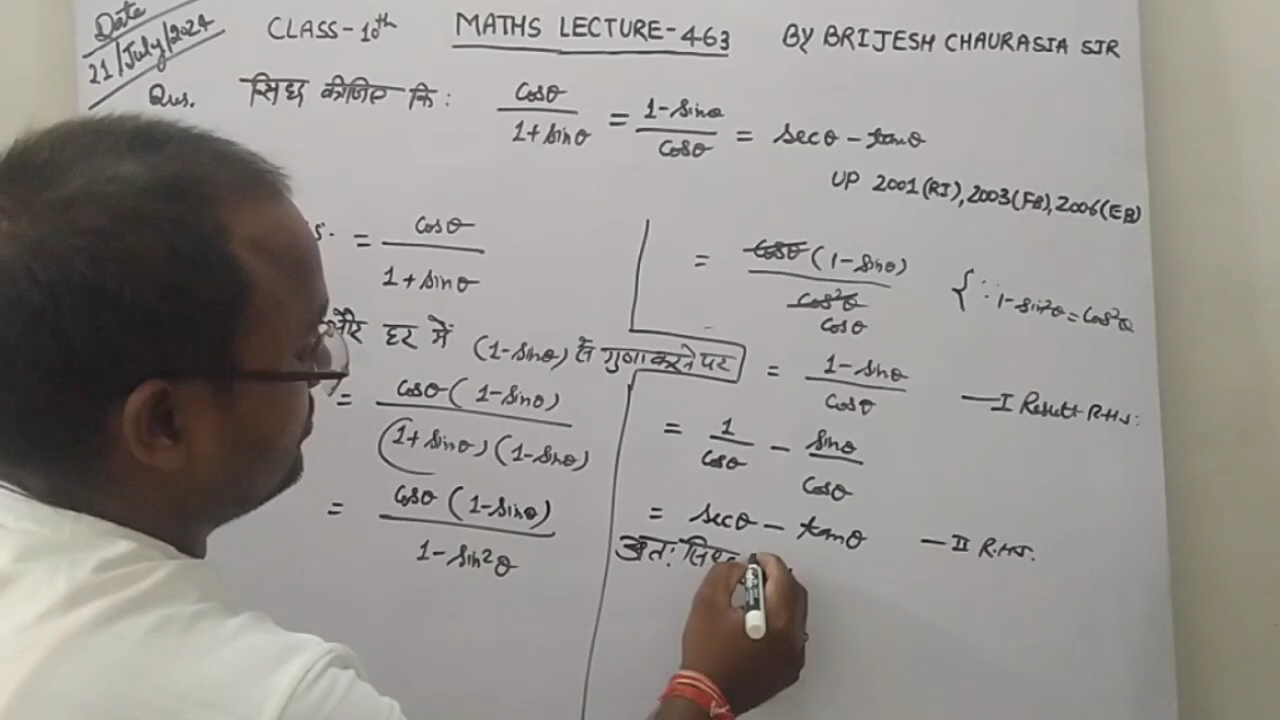 Date
21/July/2024
CLASS-10th MATHS LECTURE-463 BY BRIJESH CHAURASIA SIR
Qus. सिध्द कीजिए कि: cosθ/(1+sinθ) = (1-sinθ)/cosθ = secθ - tanθ
UP 2001(RI), 2003(FB), 2006(EB)
S. = cosθ/(1+sinθ)
और हर में (1-sinθ) से गुणा करने पर
= cosθ(1-sinθ)/(1+sinθ)(1-sinθ)
= cosθ(1-sinθ)/(1-sin²θ)
= cosθ(1-sinθ)/cos²θ {∵ 1-sin²θ=cos²θ
cosθ
= (1-sinθ)/cosθ —I Result R.H.S:
= 1/cosθ - sinθ/cosθ
= secθ - tanθ —II R.H.S.
अतः सिध्